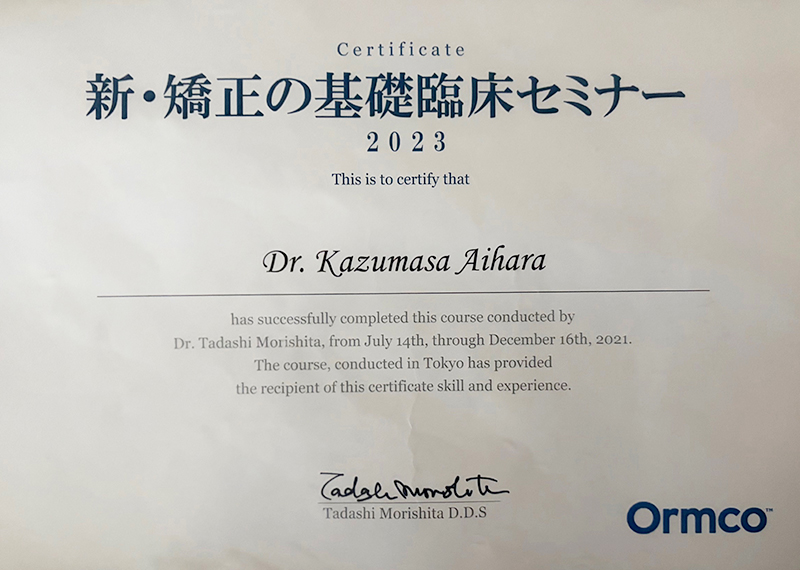 Certificate
新・矯正の基礎臨床セミナー
2023
This is to certify that
Dr. Kazumasa Aihara
has successfully completed this course conducted by
Dr. Tadashi Morishita, from July 14th, through December 16th, 2021.
The course, conducted in Tokyo has provided
the recipient of this certificate skill and experience.
Tadashi Morishita
Tadashi Morishita D.D.S
Ormco™